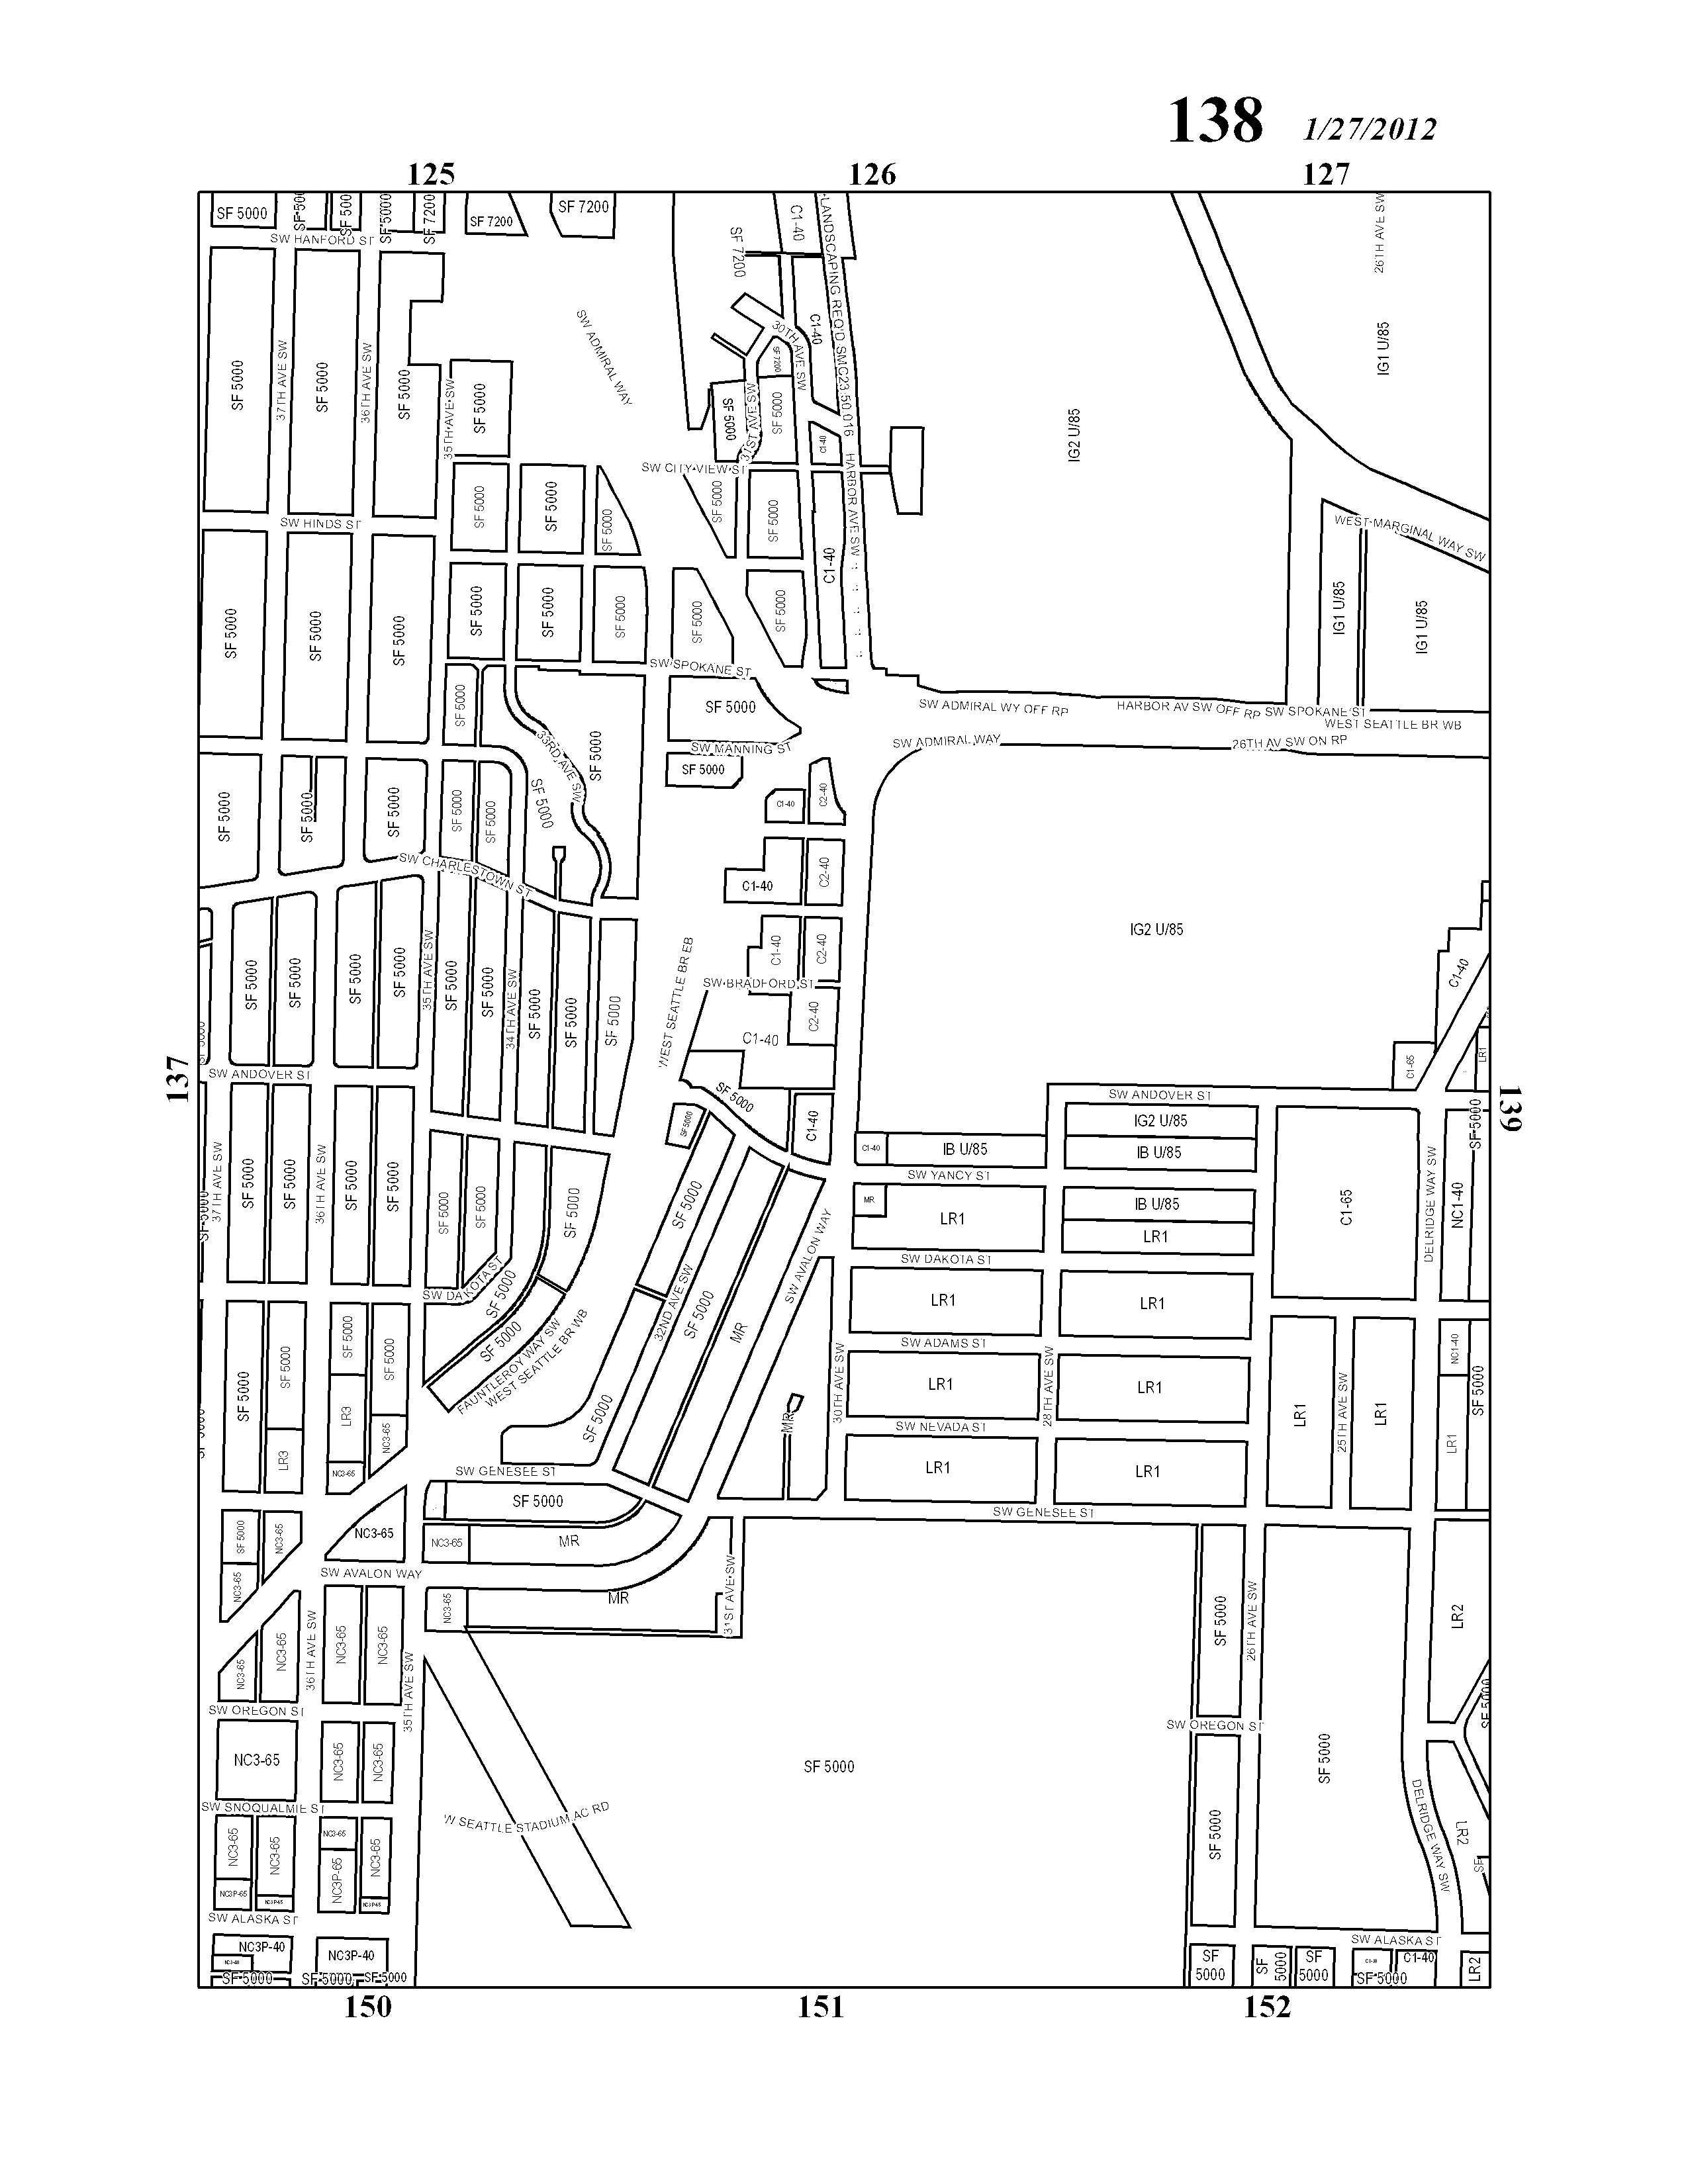 138 1/27/2012
125 126 127
SF 5000
SF 5000
SF 5000
SF 7200
SF 7200
SF 7200
SW HANFORD ST
SF 7200
C1-40
LANDSCAPING REQ'D SMC23.50.016
26TH AVE SW
SF 5000
37TH AVE SW
SF 5000
36TH AVE SW
SF 5000
35TH AVE SW
SF 5000
SW ADMIRAL WAY
30TH AVE SW
SF 7200
C1-40
SF 5000
31ST AVE SW
SF 5000
C1-40
IG2 U/85
IG1 U/85
SW CITY VIEW ST
HARBOR AVE SW
SF 5000
SF 5000
SF 5000
SF 5000
SF 5000
C1-40
SW HINDS ST
WEST MARGINAL WAY SW
SF 5000
SF 5000
SF 5000
SF 5000
SF 5000
SF 5000
SF 5000
SF 5000
IG1 U/85
IG1 U/85
SW SPOKANE ST
SF 5000
SF 5000
SF 5000
33RD AVE SW
SF 5000
SW ADMIRAL WY OFF RP
HARBOR AV SW OFF RP
SW SPOKANE ST
WEST SEATTLE BR WB
SW MANNING ST
SW ADMIRAL WAY
26TH AV SW ON RP
SF 5000
SF 5000
SF 5000
SF 5000
SF 5000
SF 5000
SF 5000
C1-40
C2-40
SW CHARLESTOWN ST
C1-40
C2-40
IG2 U/85
SF 5000
SF 5000
SF 5000
SF 5000
35TH AVE SW
SF 5000
SF 5000
34TH AVE SW
SF 5000
SF 5000
SF 5000
WEST SEATTLE BR EB
C1-40
C2-40
SW BRADFORD ST
C2-40
C1-40
C1-40
C1-65
LR1
137
139
SW ANDOVER ST
SF 5000
SF 5000
C1-40
SW ANDOVER ST
IG2 U/85
IB U/85
C1-40
IB U/85
SF 5000
SW YANCY ST
37TH AVE SW
SF 5000
SF 5000
SF 5000
36TH AVE SW
SF 5000
SF 5000
SF 5000
SF 5000
SF 5000
SF 5000
MR
LR1
IB U/85
LR1
C1-65
DELRIDGE WAY SW
NC1-40
SW DAKOTA ST
SW DAKOTA ST
SF 5000
SF 5000
FAUNTLEROY WAY SW
WEST SEATTLE BR WB
32ND AVE SW
SF 5000
MR
SW AVALON WAY
LR1
LR1
SW ADAMS ST
SF 5000
SF 5000
SF 5000
SF 5000
LR3
LR3
NC3-65
NC3-65
SF 5000
MR
30TH AVE SW
LR1
28TH AVE SW
LR1
LR1
25TH AVE SW
LR1
NC1-40
SF 5000
LR1
SW NEVADA ST
LR1
LR1
SW GENESEE ST
SF 5000
SW GENESEE ST
SF 5000
NC3-65
NC3-65
NC3-65
NC3-65
MR
SW AVALON WAY
NC3-65
MR
31ST AVE SW
NC3-65
NC3-65
36TH AVE SW
NC3-65
NC3-65
35TH AVE SW
SF 5000
26TH AVE SW
LR2
SW OREGON ST
SW OREGON ST
SF 5000
NC3-65
NC3-65
NC3-65
SF 5000
SF 5000
SW SNOQUALMIE ST
W SEATTLE STADIUM AC RD
DELRIDGE WAY SW
NC3-65
NC3-65
NC3-65
NC3P-65
NC3-65
SF 5000
LR2
SF
NC3P-65
NC3P-65
NC3P-65
SW ALASKA ST
SW ALASKA ST
NC3P-40
NC3P-40
SF 5000
SF 5000
SF 5000
SF 5000
SF 5000
SF 5000
C1-40
SF 5000
LR2
150 151 152